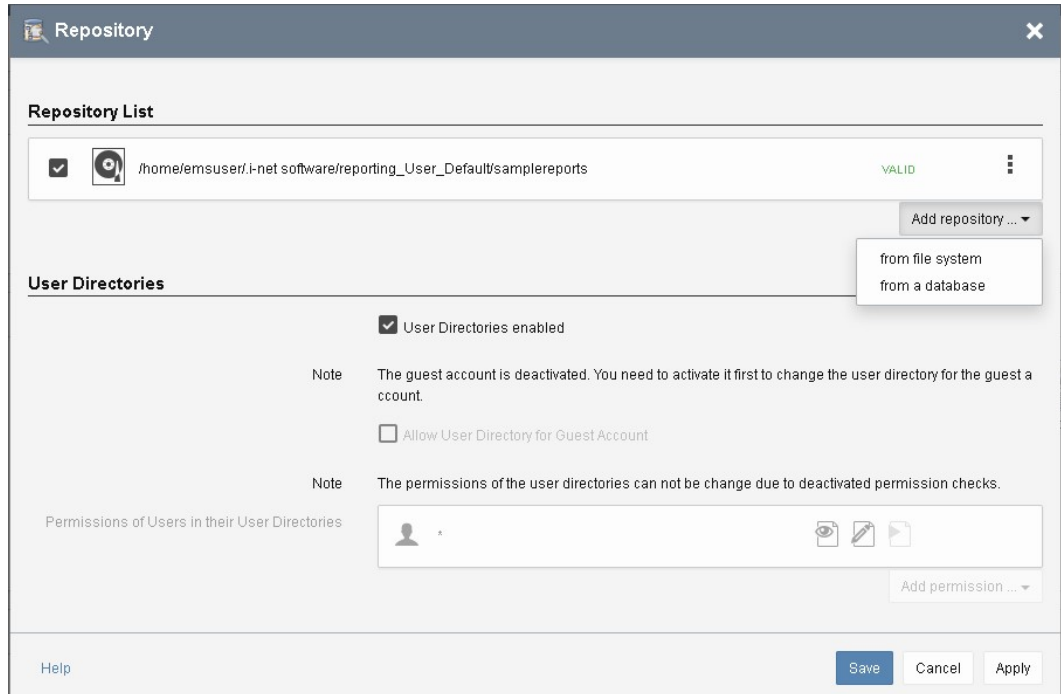 Repository
Repository List
/home/emsuser/.i-net software/reporting_User_Default/samplereports
VALID
Add repository ...
from file system
from a database
User Directories
User Directories enabled
Note
The guest account is deactivated. You need to activate it first to change the user directory for the guest a
ccount.
Allow User Directory for Guest Account
Note
The permissions of the user directories can not be change due to deactivated permission checks.
Permissions of Users in their User Directories
*
Add permission ...
Help
Save
Cancel
Apply